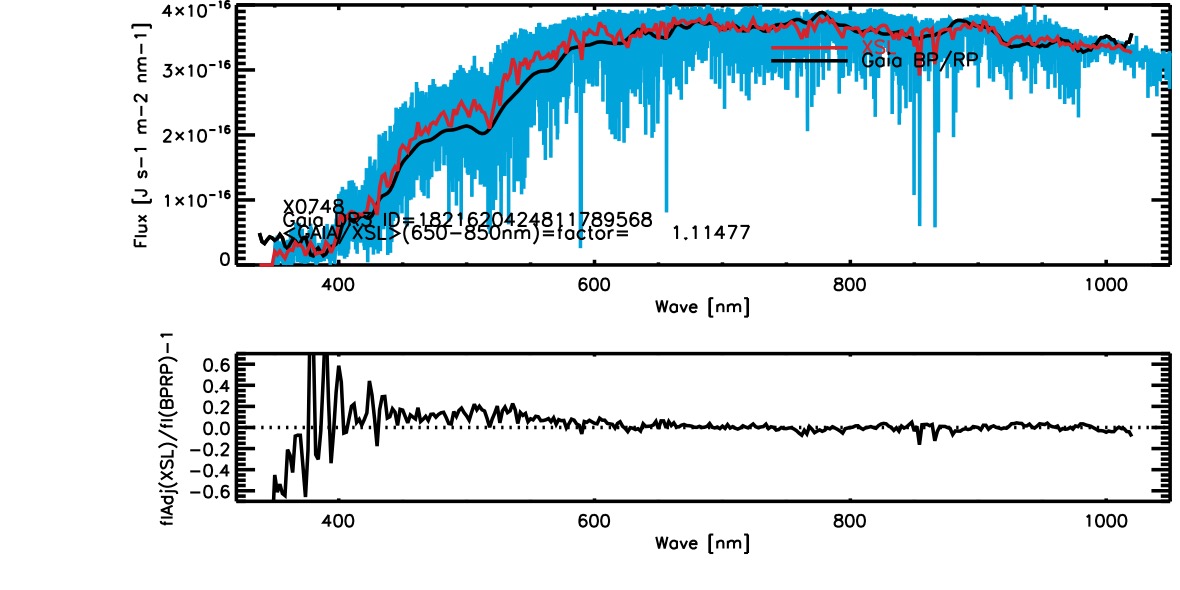 4×10⁻¹⁶
3×10⁻¹⁶
2×10⁻¹⁶
1×10⁻¹⁶
0
Flux [J s−1 m−2 nm−1]
XSL
Gaia BP/RP
X0748
Gaia DR3 ID=1821620424811789568
<GAIA/XSL>(650−850nm)=factor= 1.11477
400 600 800 1000
Wave [nm]
flAdj(XSL)/fl(BPRP)−1
0.6
0.4
0.2
0.0
−0.2
−0.4
−0.6
400 600 800 1000
Wave [nm]